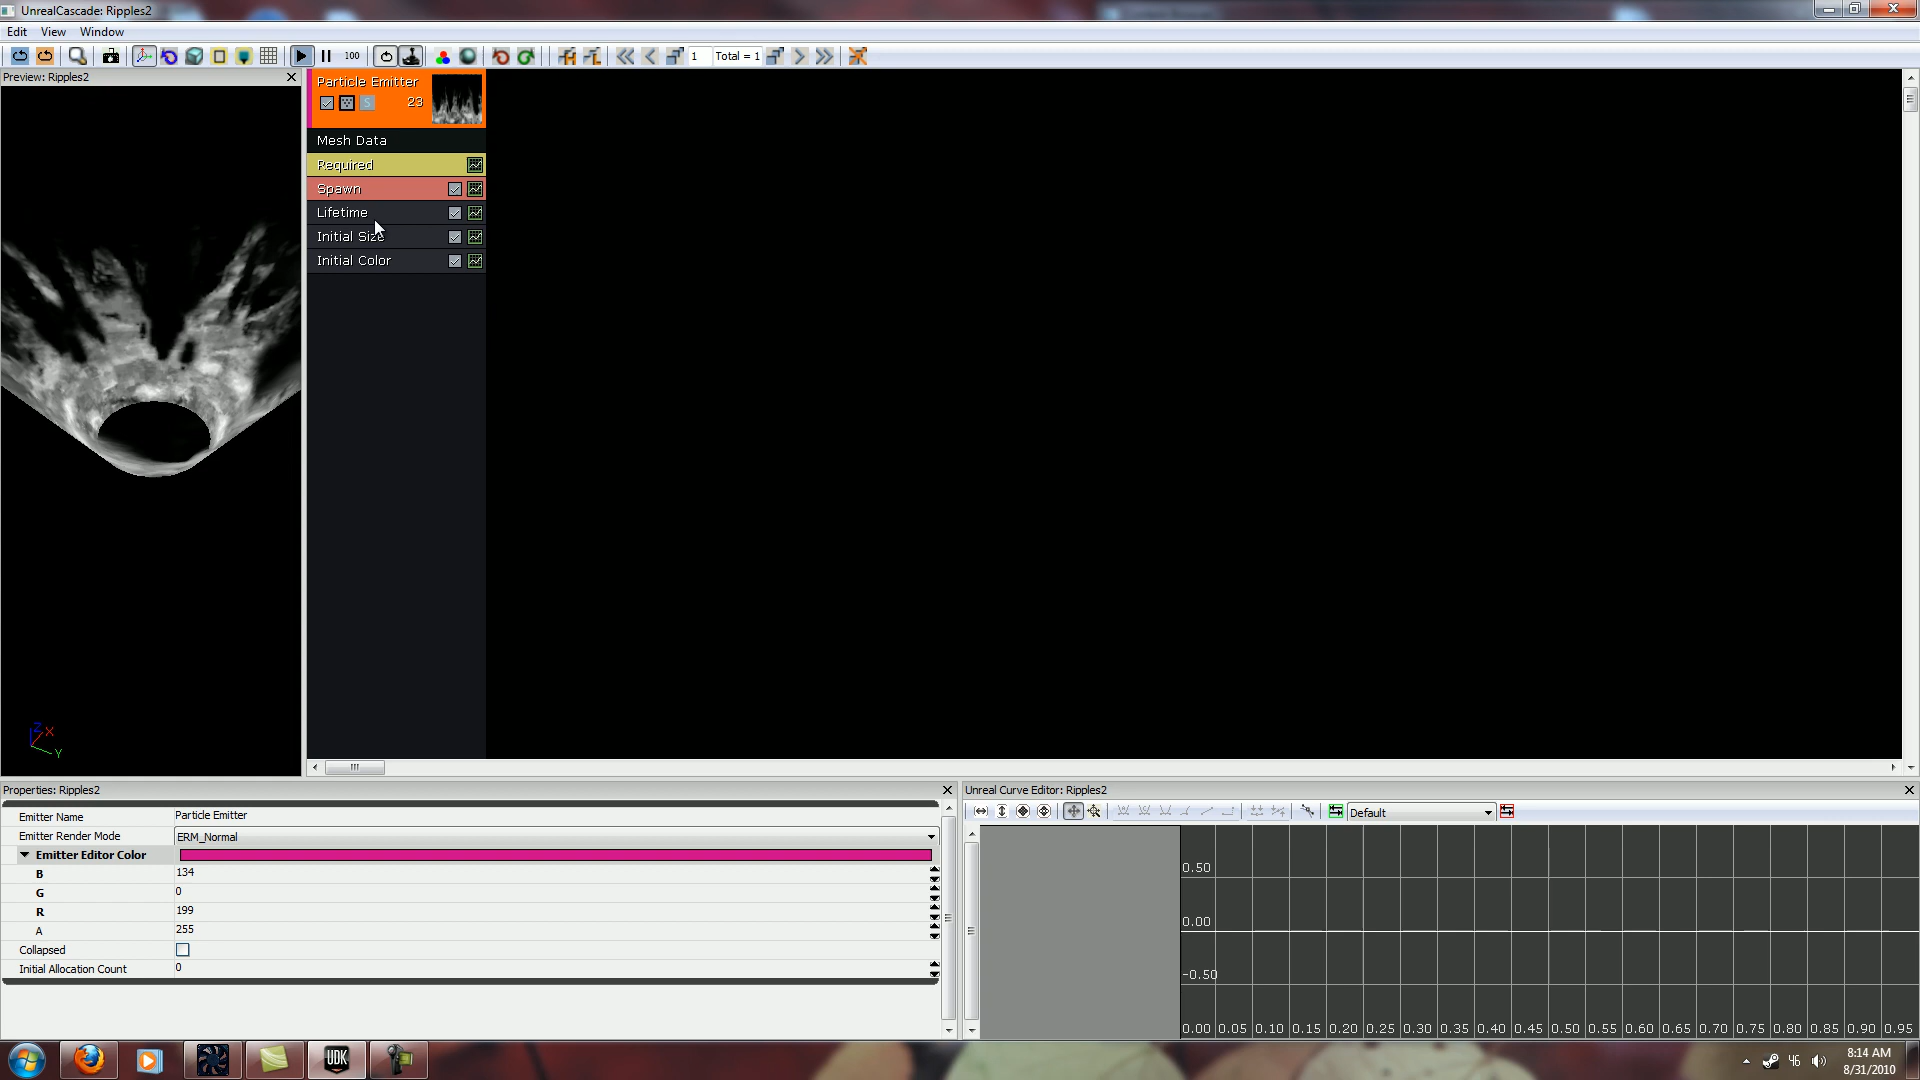 UnrealCascade: Ripples2
Edit View Window
100
1
Total = 1
Preview: Ripples2
Z X
Y
Particle Emitter
S 23
Mesh Data
Required
Spawn
Lifetime
Initial Size
Initial Color
Properties: Ripples2
Emitter Name Particle Emitter
Emitter Render Mode ERM_Normal
Emitter Editor Color
B 134
G 0
R 199
A 255
Collapsed
Initial Allocation Count 0
Unreal Curve Editor: Ripples2
Default
0.50
0.00
-0.50
0.00 0.05 0.10 0.15 0.20 0.25 0.30 0.35 0.40 0.45 0.50 0.55 0.60 0.65 0.70 0.75 0.80 0.85 0.90 0.95
UDK
46
8:14 AM
8/31/2010